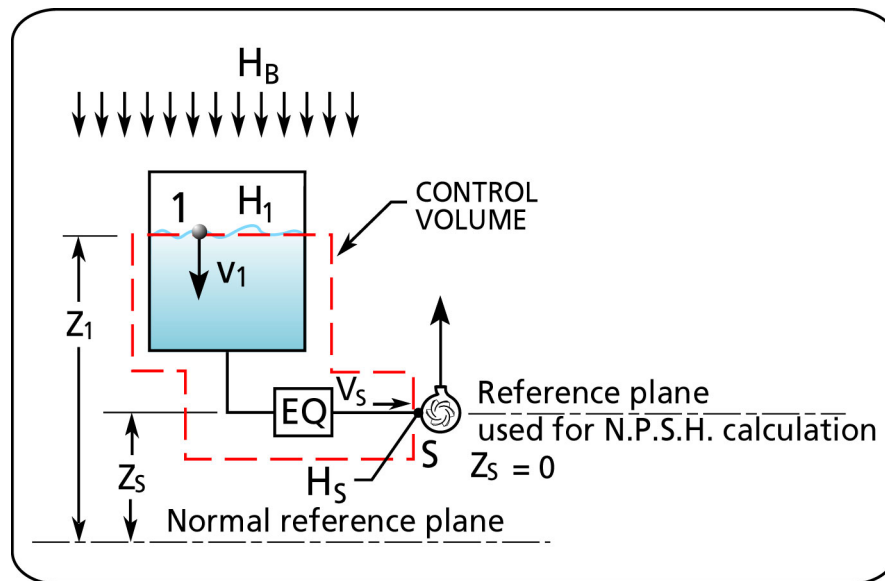 H_B
1 H_1
CONTROL
VOLUME
v_1
Z_1
V_S
EQ
Reference plane
used for N.P.S.H. calculation
S
Z_S = 0
Z_S
H_S
Normal reference plane